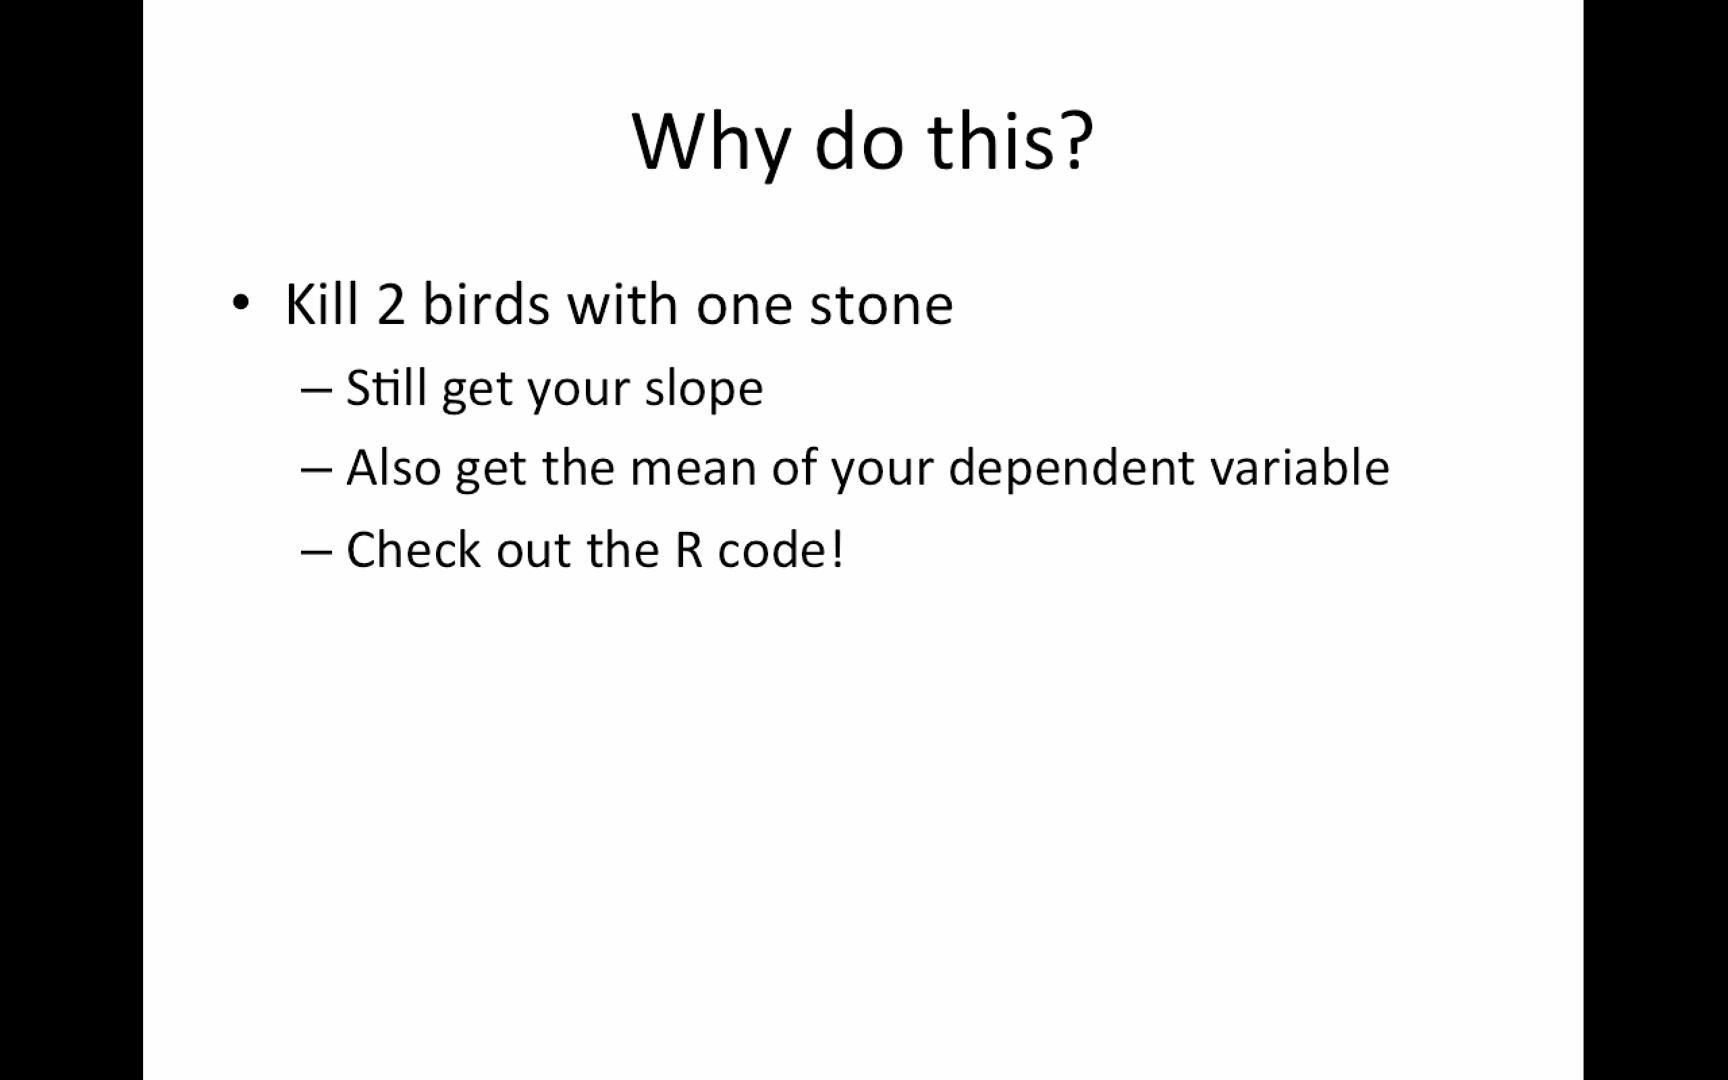 Why do this?
• Kill 2 birds with one stone
– Still get your slope
– Also get the mean of your dependent variable
– Check out the R code!